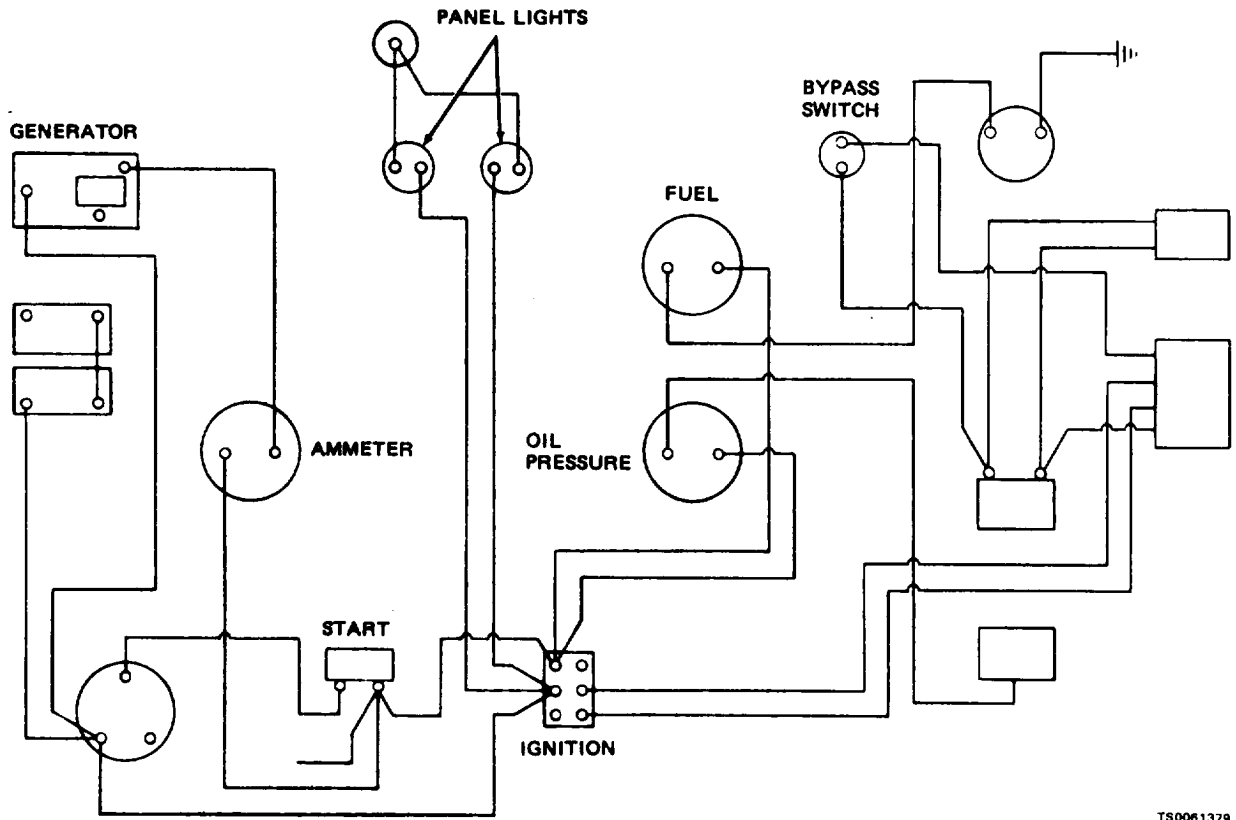 PANEL LIGHTS
BYPASS
SWITCH
GENERATOR
FUEL
AMMETER
OIL
PRESSURE
START
IGNITION
TS0061379